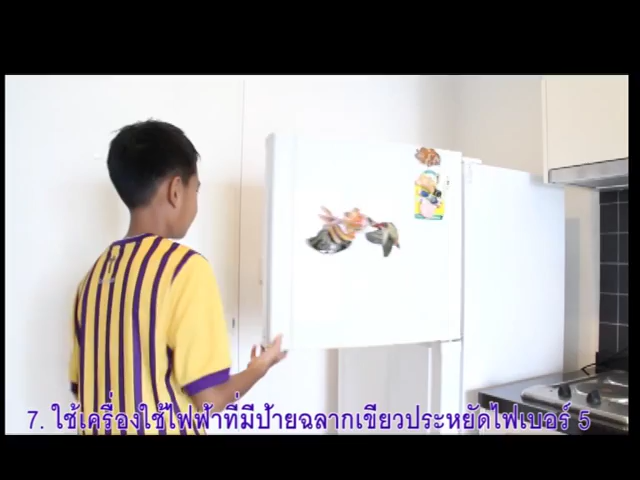 7. ใช้เครื่องใช้ไฟฟ้าที่มีป้ายฉลากเขียวประหยัดไฟเบอร์ 5